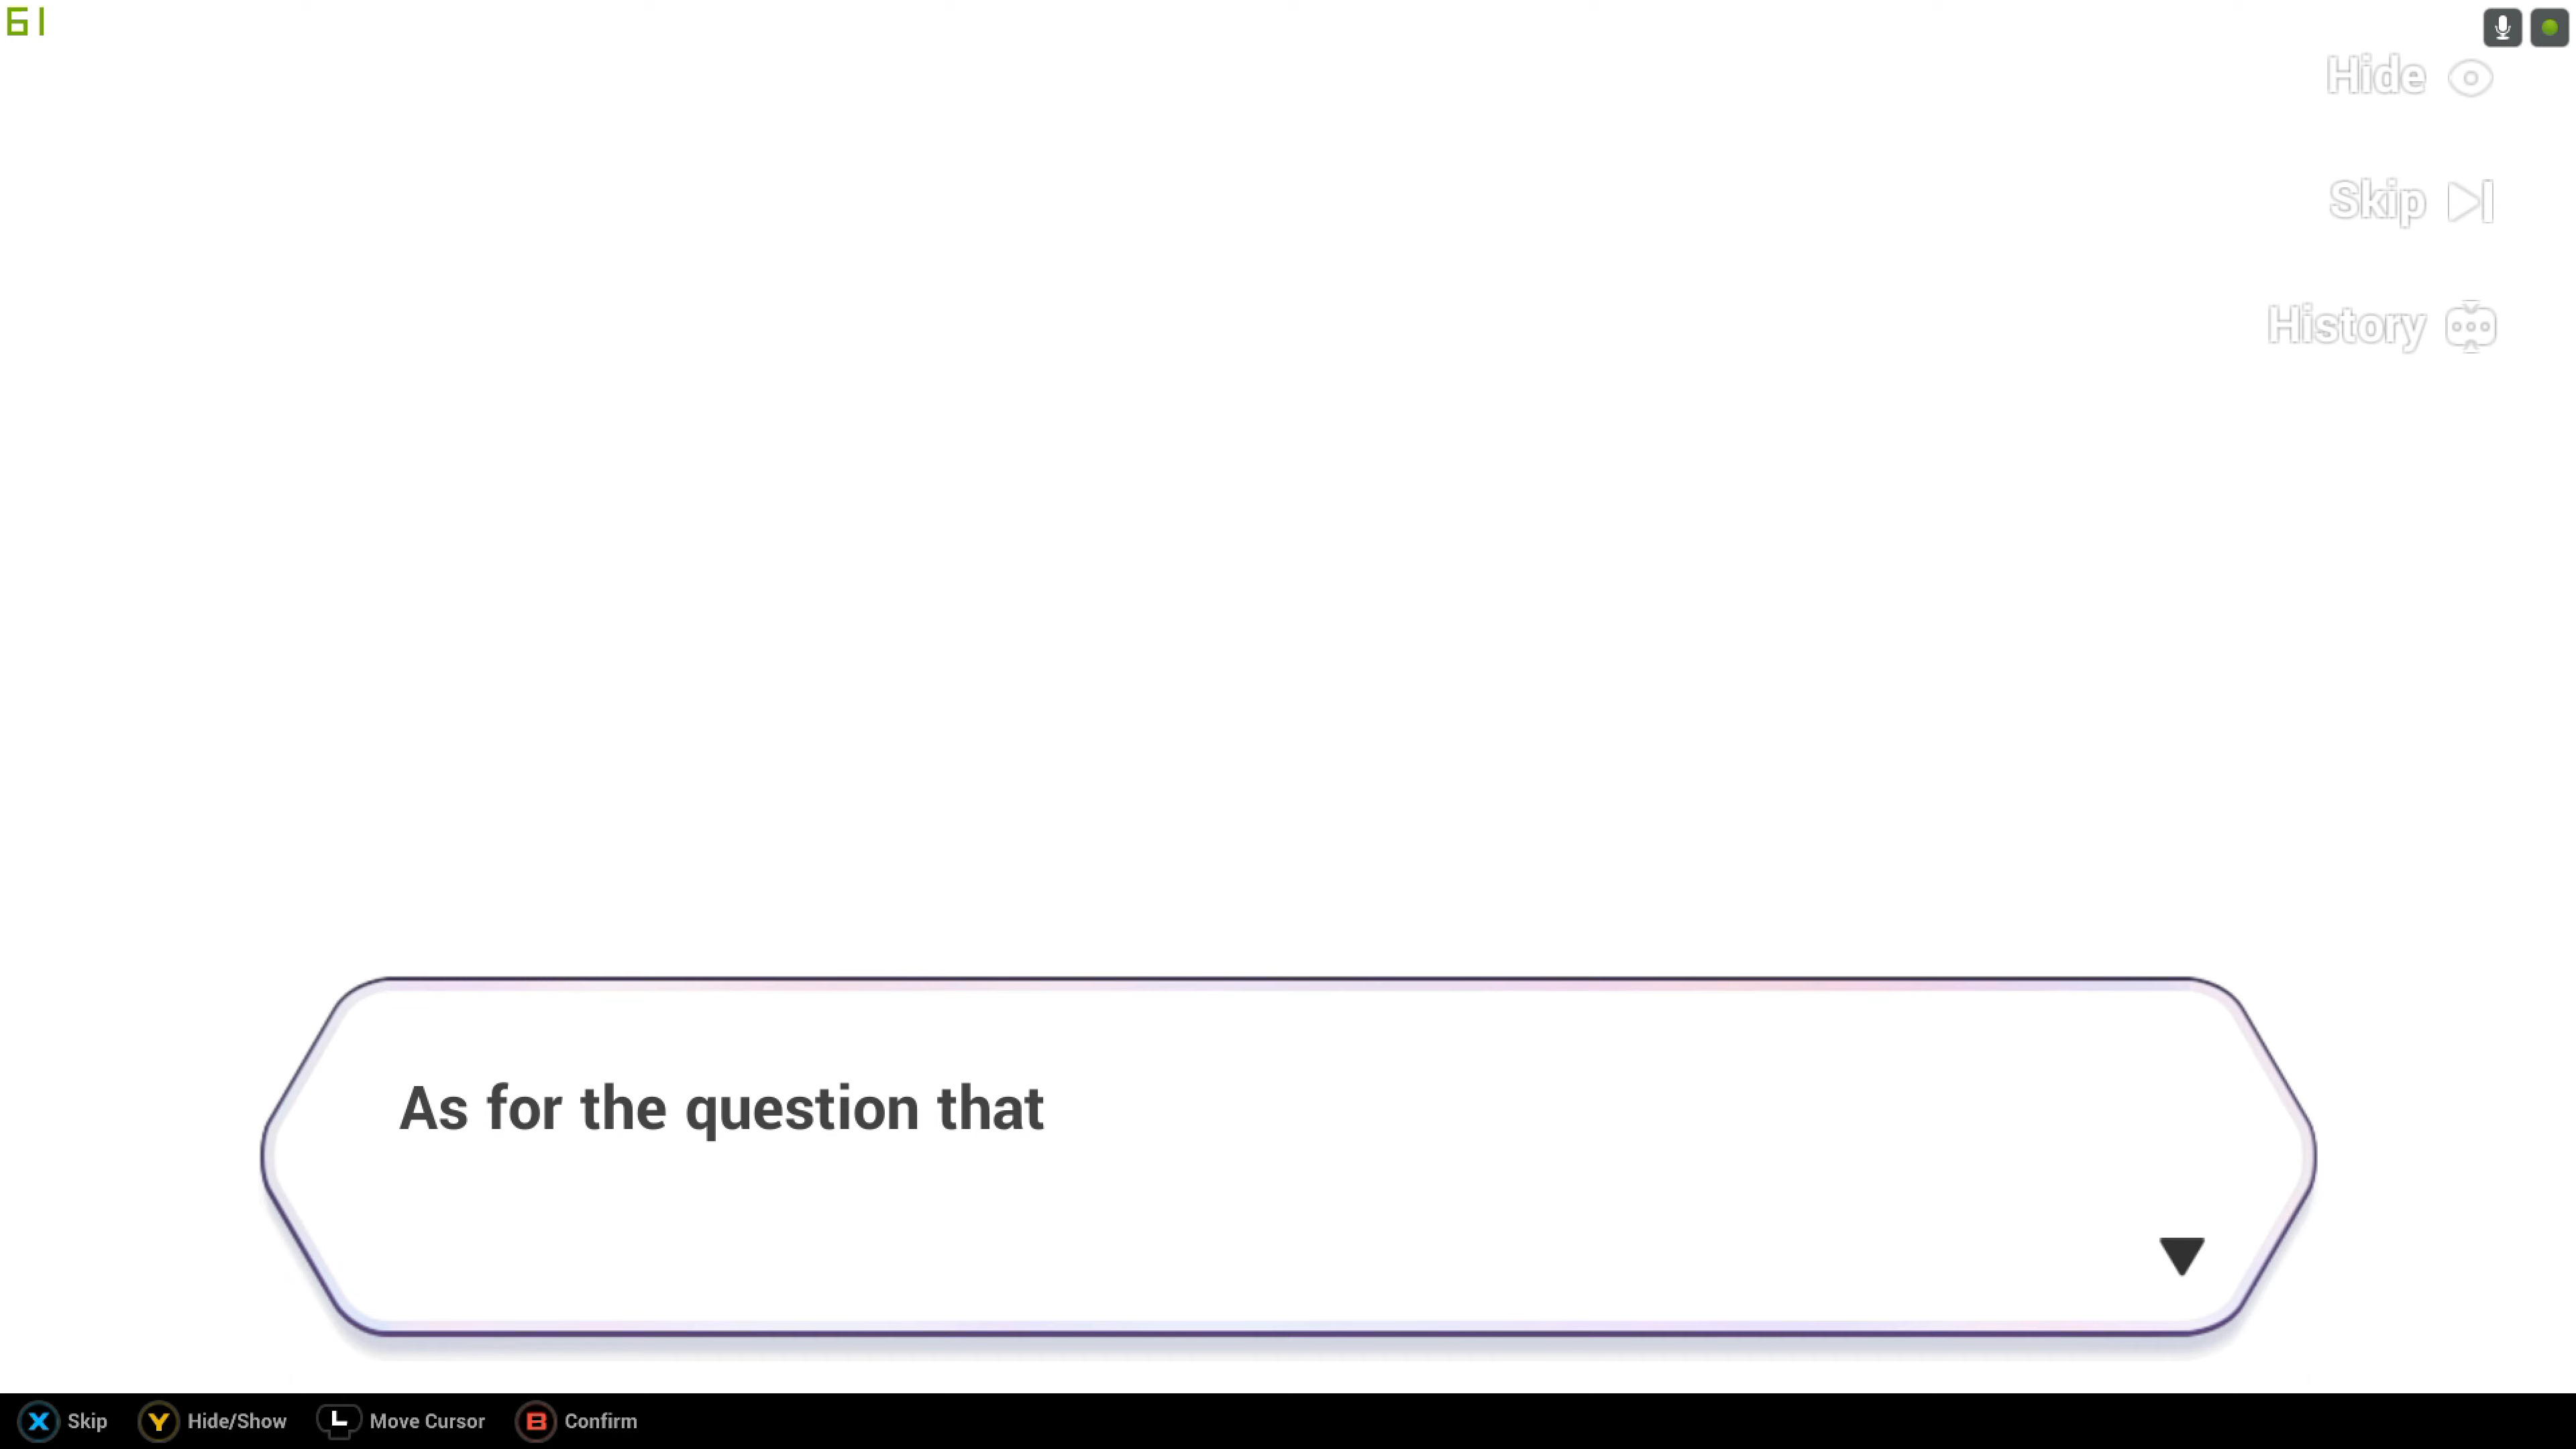 61
Hide
Skip
History
As for the question that
X Skip Y Hide/Show L Move Cursor B Confirm